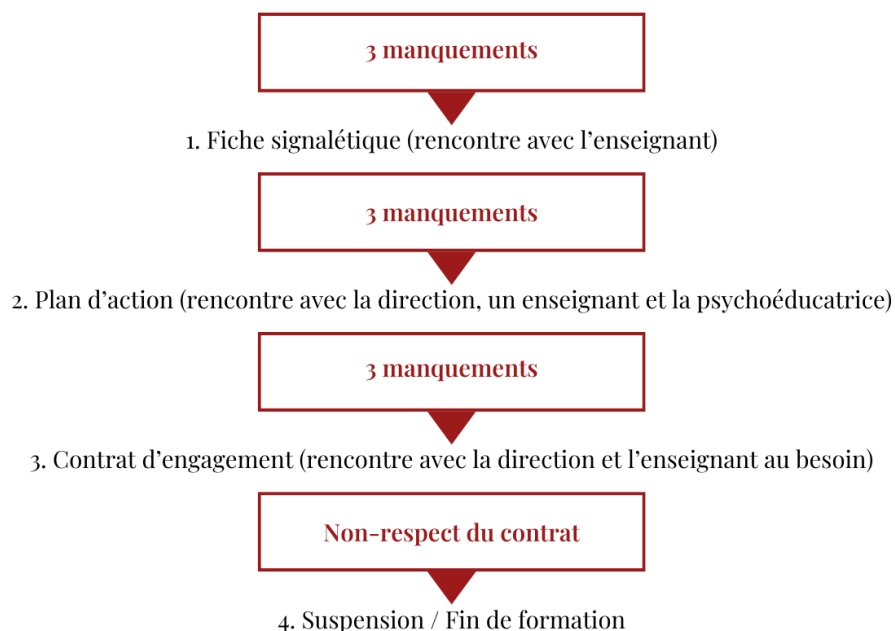 3 manquements
1. Fiche signalétique (rencontre avec l’enseignant)
3 manquements
2. Plan d’action (rencontre avec la direction, un enseignant et la psychoéducatrice)
3 manquements
3. Contrat d’engagement (rencontre avec la direction et l’enseignant au besoin)
Non-respect du contrat
4. Suspension / Fin de formation